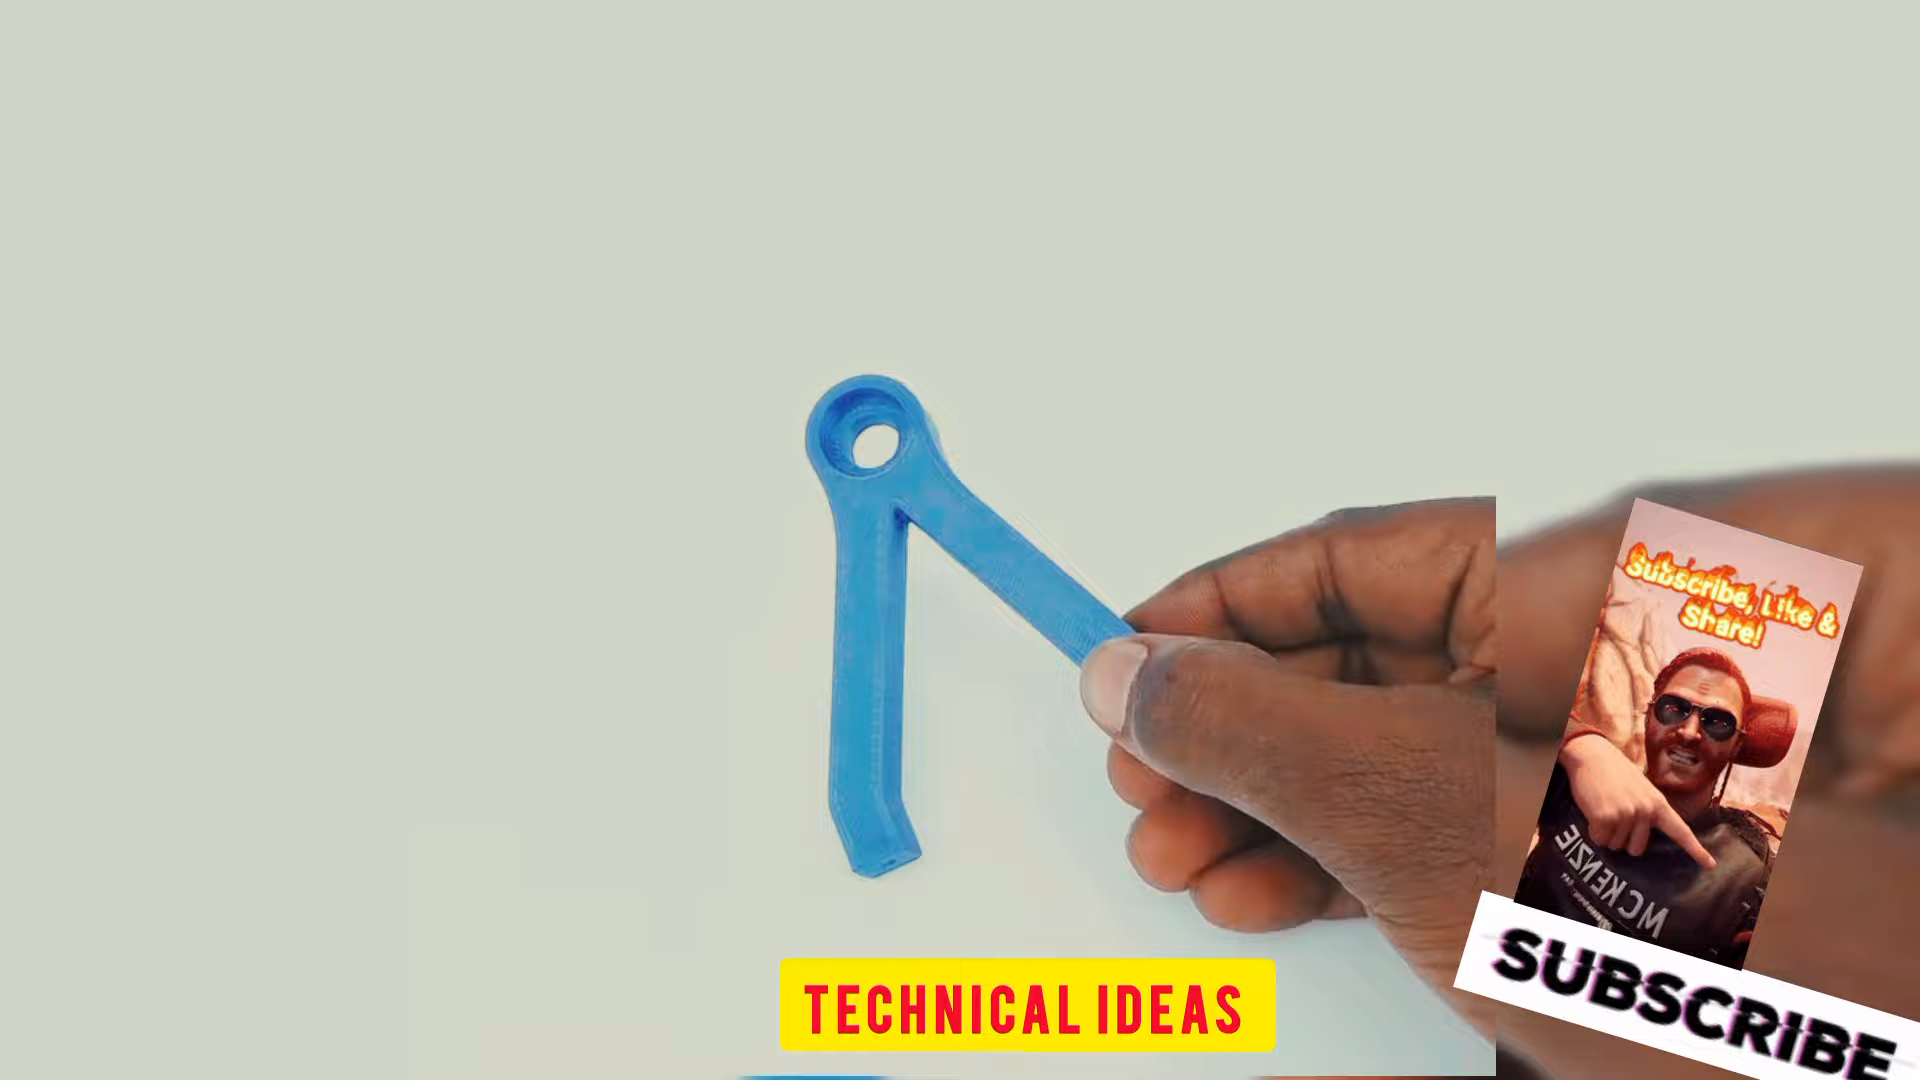 Subscribe, Like &
Share!
MCKENZIE
SUBSCRIBE
TECHNICAL IDEAS